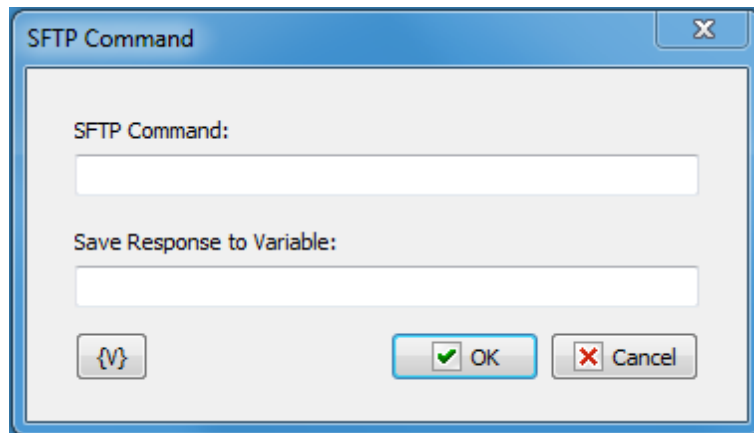 SFTP Command
SFTP Command:
Save Response to Variable:
{V} OK Cancel